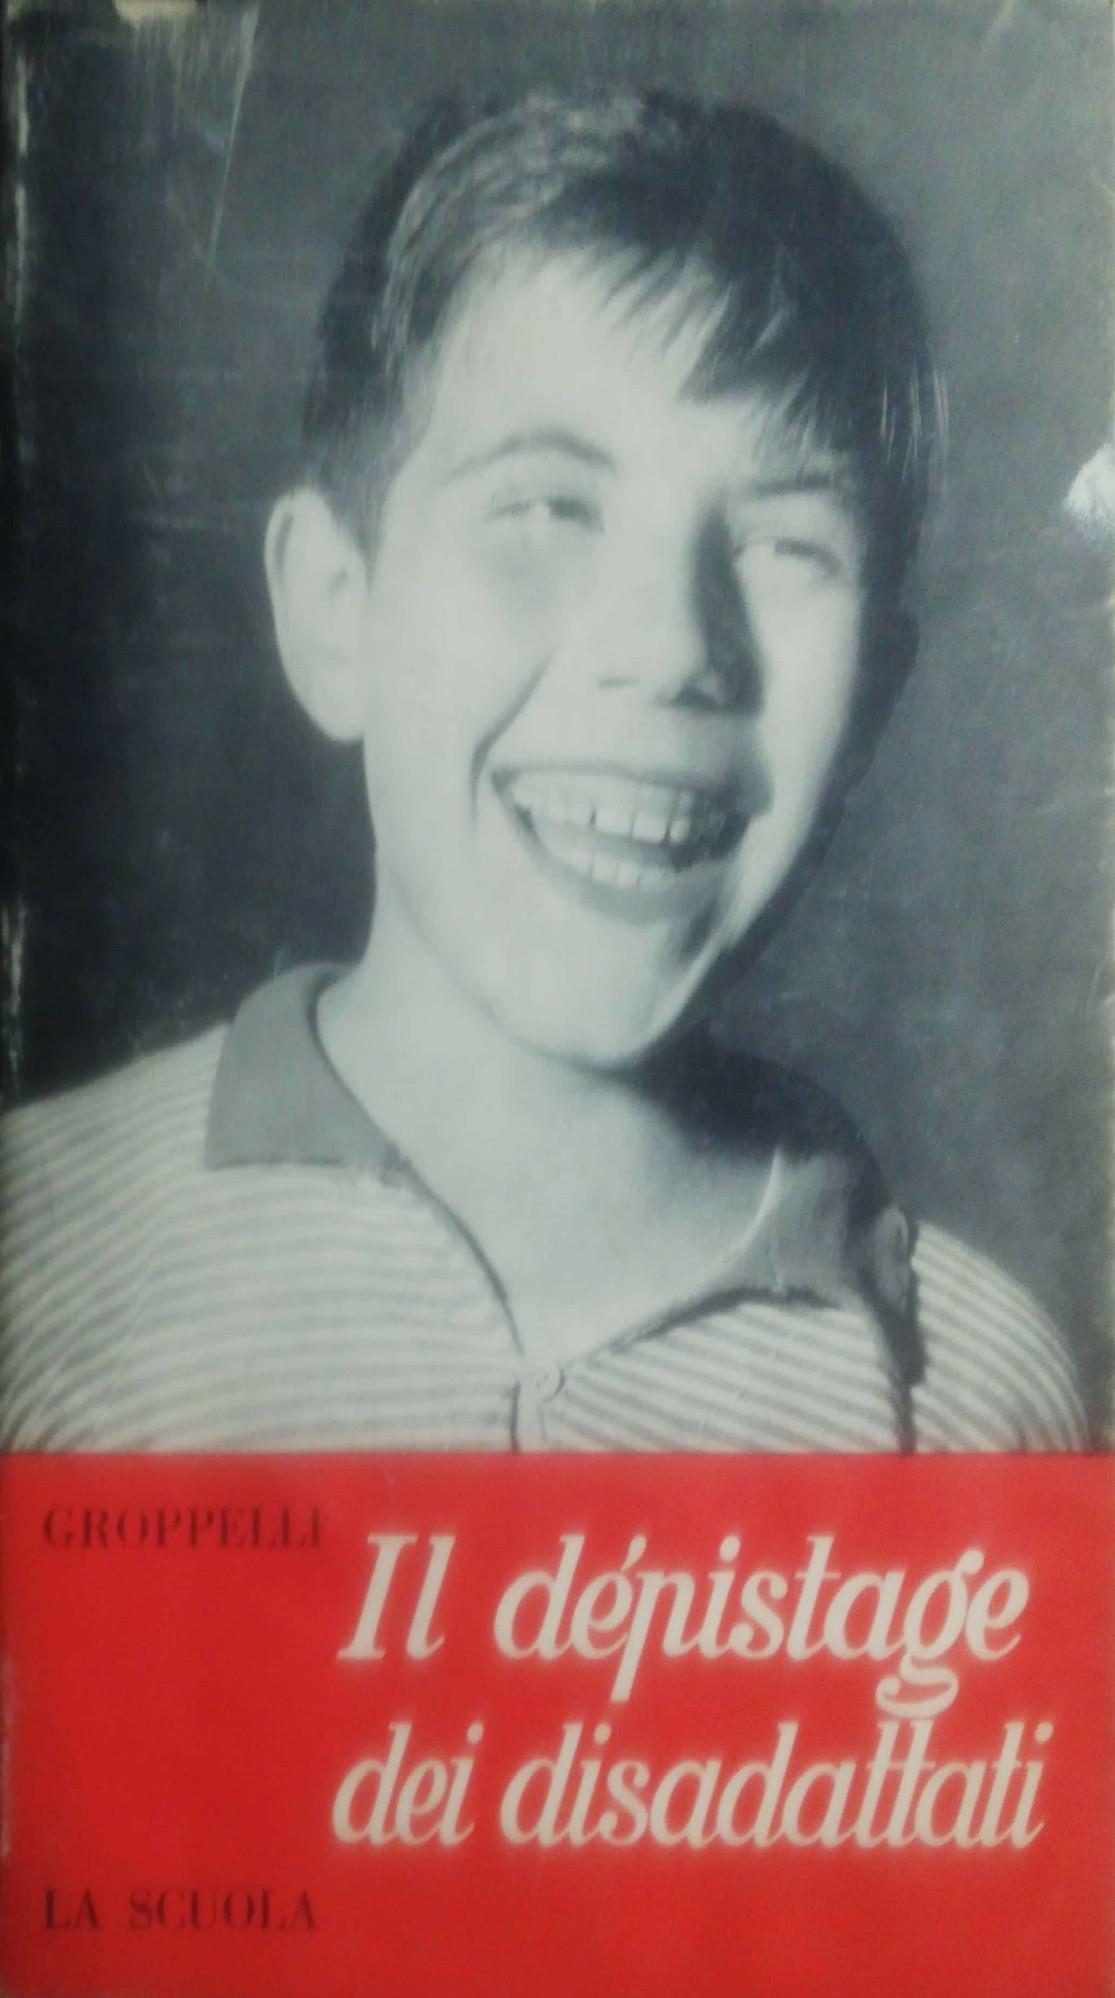 GROPPELLI
Il dépistage
dei disadattati
LA SCUOLA